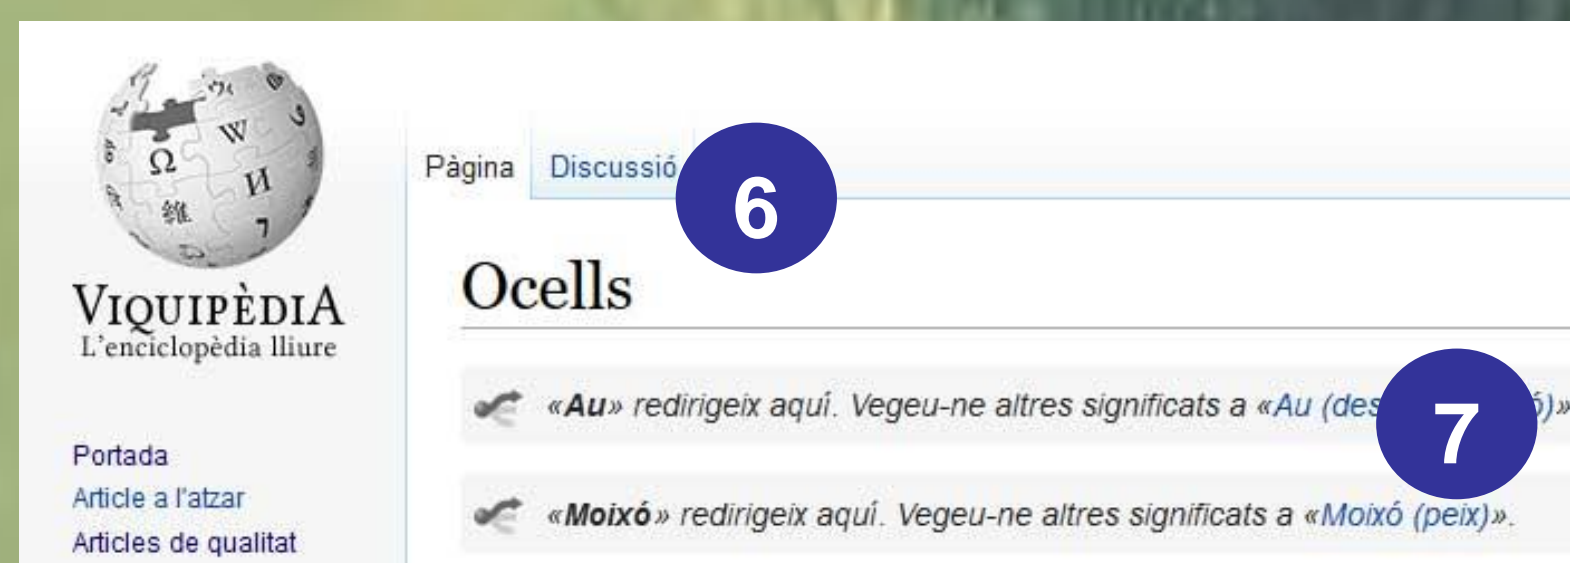 VIQUIPÈDIA
L'enciclopèdia lliure
Pàgina Discussió
6
Ocells
«Au» redirigeix aquí. Vegeu-ne altres significats a «Au
7
«Moixó» redirigeix aquí. Vegeu-ne altres significats a «Moixó (peix)».
Portada
Article a l'atzar
Articles de qualitat